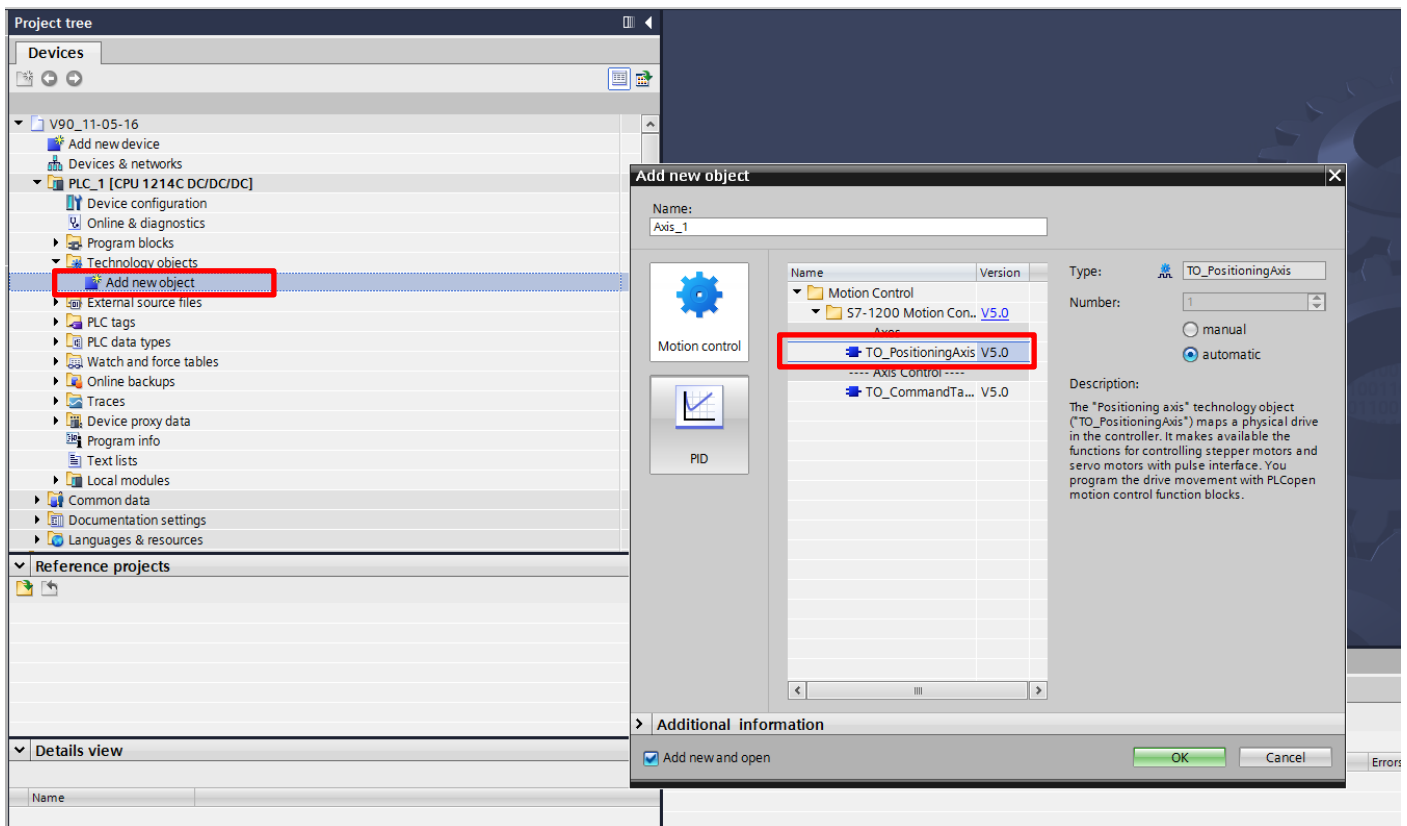 Project tree
Devices
V90_11-05-16
Add new device
Devices & networks
PLC_1 [CPU 1214C DC/DC/DC]
Device configuration
Online & diagnostics
Program blocks
Technology objects
Add new object
External source files
PLC tags
PLC data types
Watch and force tables
Online backups
Traces
Device proxy data
Program info
Text lists
Local modules
Common data
Documentation settings
Languages & resources
Reference projects
Details view
Name
Add new object
Name:
Axis_1
Motion control
PID
Name Version
Motion Control
S7-1200 Motion Con.. V5.0
Axes
TO_PositioningAxis V5.0
---- Axis Control ----
TO_CommandTa... V5.0
Type: TO_PositioningAxis
Number: 1
manual
automatic
Description:
The "Positioning axis" technology object
("TO_PositioningAxis") maps a physical drive
in the controller. It makes available the
functions for controlling stepper motors and
servo motors with pulse interface. You
program the drive movement with PLCopen
motion control function blocks.
Additional information
Add new and open
OK Cancel
Errors